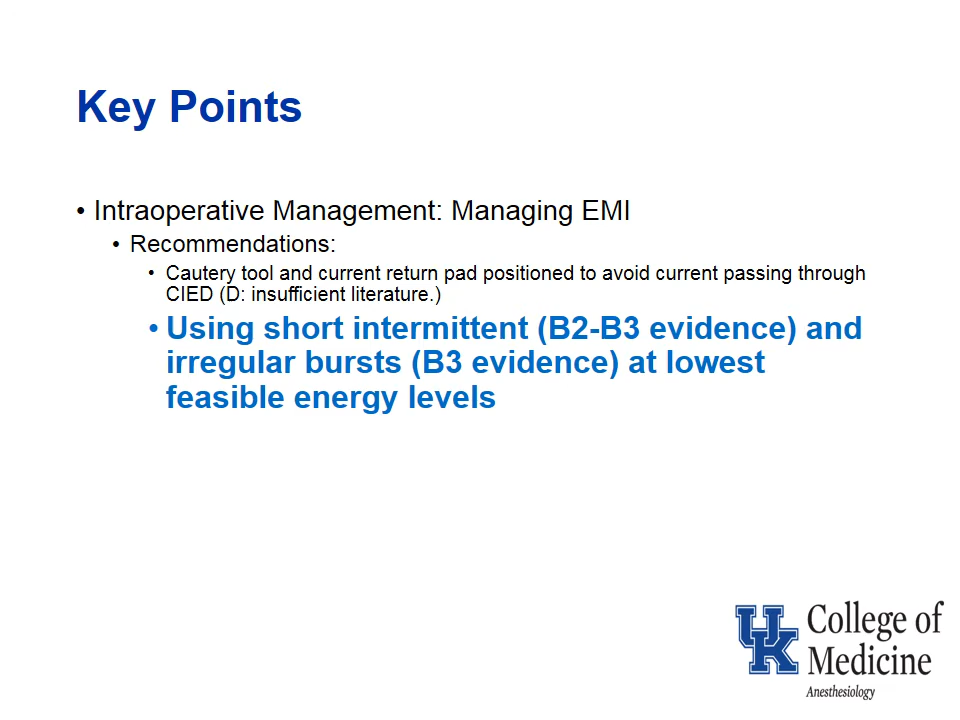 Key Points
• Intraoperative Management: Managing EMI
• Recommendations:
• Cautery tool and current return pad positioned to avoid current passing through
CIED (D: insufficient literature.)
• Using short intermittent (B2-B3 evidence) and
irregular bursts (B3 evidence) at lowest
feasible energy levels
UK
College of
Medicine
Anesthesiology